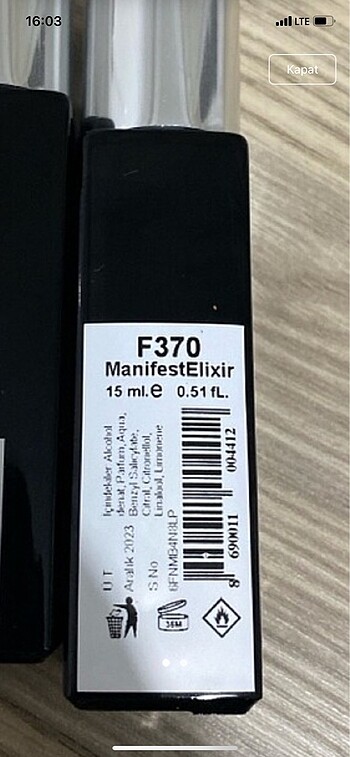 16:03
LTE
Kapat
F370
ManifestElixir
15 ml.e 0.51 fL.
İçindekiler Alcohol
denat, Parfum, Aqua,
Benzyl Salicylate,
Citral, Citronellol,
Linalool, Limonene
Ü.T
Aralık 2023
S.No
36M
8 690011 004412